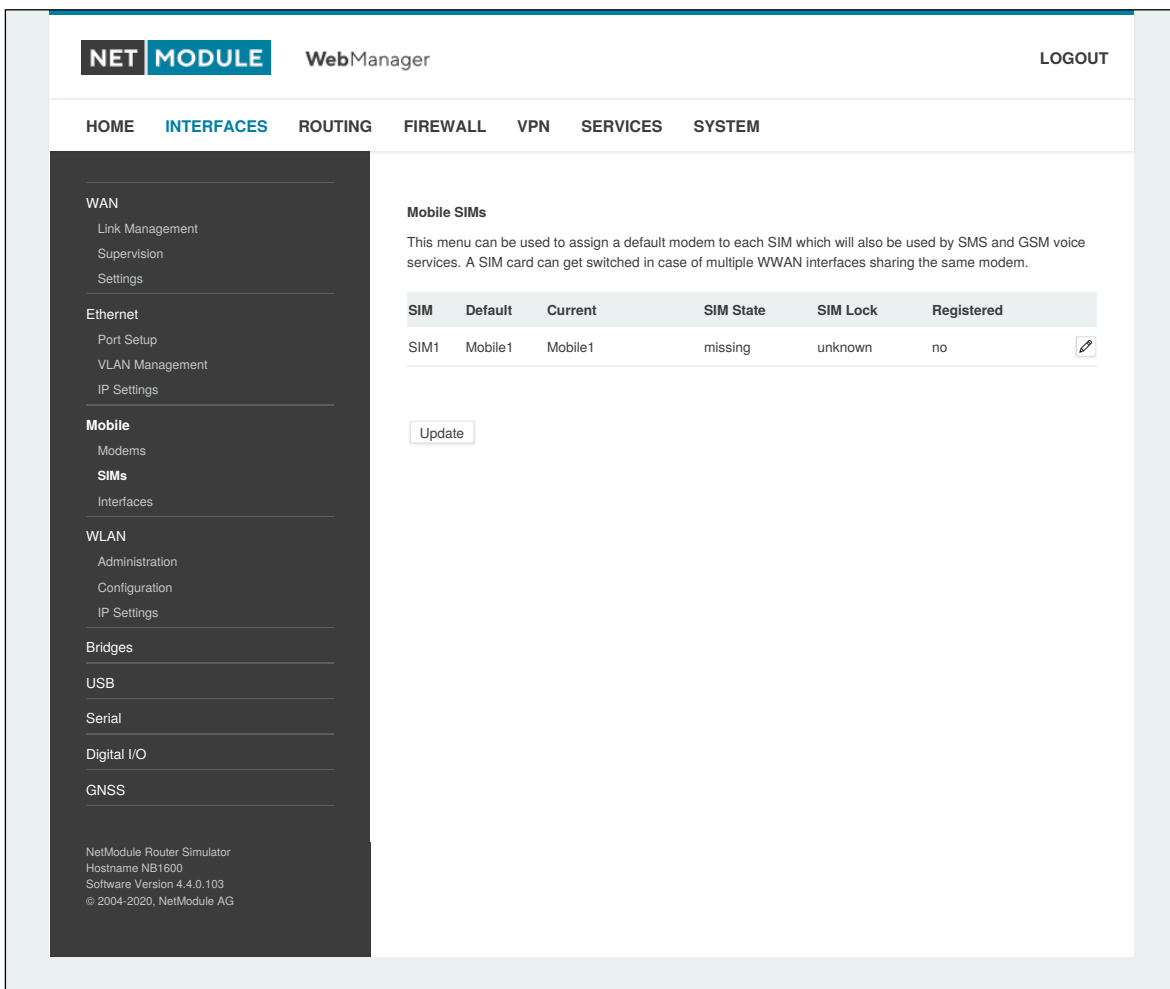 NET MODULE WebManager LOGOUT
HOME INTERFACES ROUTING FIREWALL VPN SERVICES SYSTEM
WAN
Link Management
Supervision
Settings
Ethernet
Port Setup
VLAN Management
IP Settings
Mobile
Modems
SIMs
Interfaces
WLAN
Administration
Configuration
IP Settings
Bridges
USB
Serial
Digital I/O
GNSS
NetModule Router Simulator
Hostname NB1600
Software Version 4.4.0.103
© 2004-2020, NetModule AG
Mobile SIMs
This menu can be used to assign a default modem to each SIM which will also be used by SMS and GSM voice
services. A SIM card can get switched in case of multiple WWAN interfaces sharing the same modem.
SIM Default Current SIM State SIM Lock Registered
SIM1 Mobile1 Mobile1 missing unknown no
Update